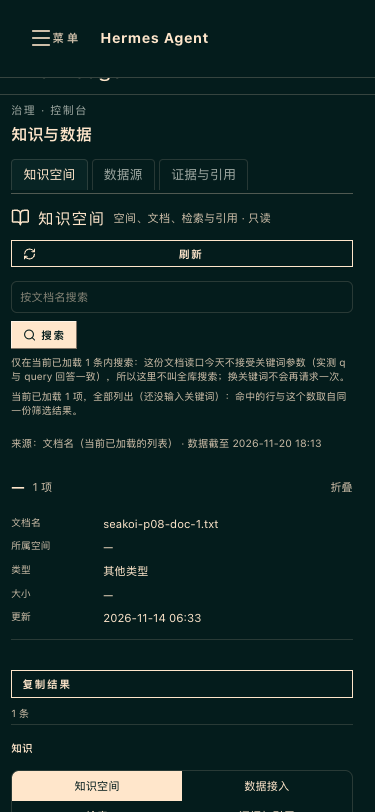 菜单
Hermes Agent
治理 · 控制台
知识与数据
知识空间
数据源
证据与引用
知识空间 空间、文档、检索与引用 · 只读
刷新
按文档名搜索
搜索
仅在当前已加载 1 条内搜索：这份文档读口今天不接受关键词参数（实测 q
与 query 回答一致），所以这里不叫全库搜索；换关键词不会再请求一次。
当前已加载 1 项，全部列出（还没输入关键词）：命中的行与这个数取自同
一份筛选结果。
来源：文档名（当前已加载的列表） · 数据截至 2026-11-20 18:13
1 项
折叠
文档名 seakoi-p08-doc-1.txt
所属空间 —
类型 其他类型
大小 —
更新 2026-11-14 06:33
复制结果
1 条
知识
知识空间
数据接入